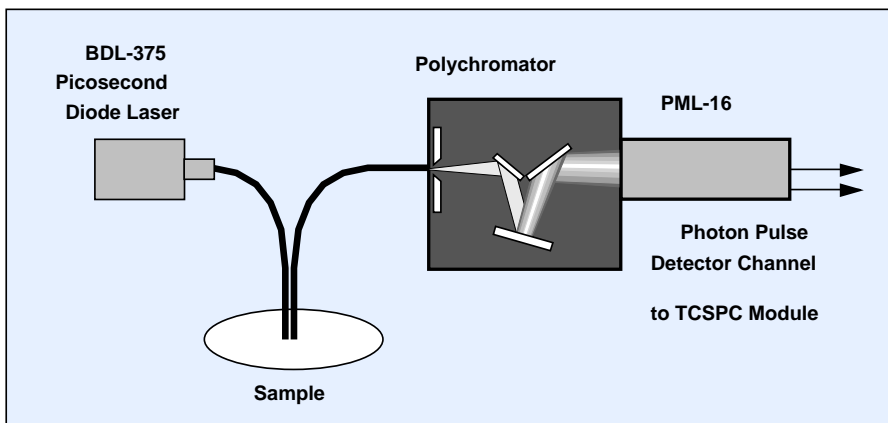 BDL-375
Picosecond
Diode Laser
Polychromator
PML-16
Photon Pulse
Detector Channel
to TCSPC Module
Sample